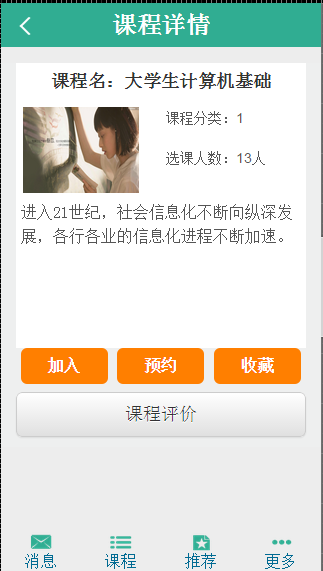 课程详情
课程名：大学生计算机基础
课程分类：1
选课人数：13人
进入21世纪，社会信息化不断向纵深发
展，各行各业的信息化进程不断加速。
加入 预约 收藏
课程评价
消息 课程 推荐 更多